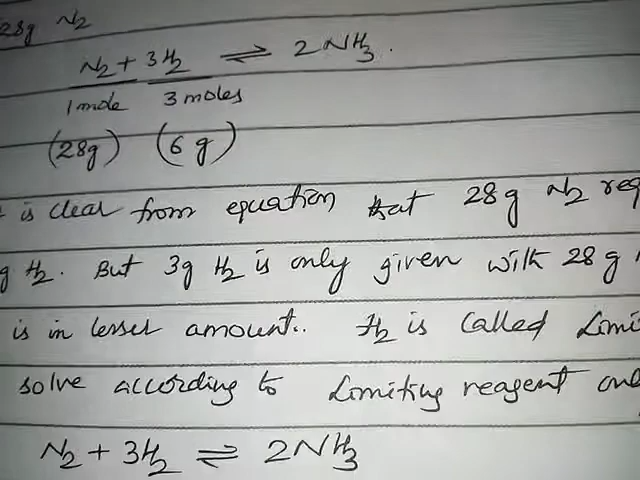 28g N₂
N₂ + 3H₂ ⇌ 2NH₃.
1 mole 3 moles
(28g) (6 g)
is clear from equation that 28g N₂ req
g H₂. But 3g H₂ is only given with 28 g
is in lesser amount.. H₂ is called Limi
solve according to Limiting reagent onl
N₂ + 3H₂ ⇌ 2NH₃